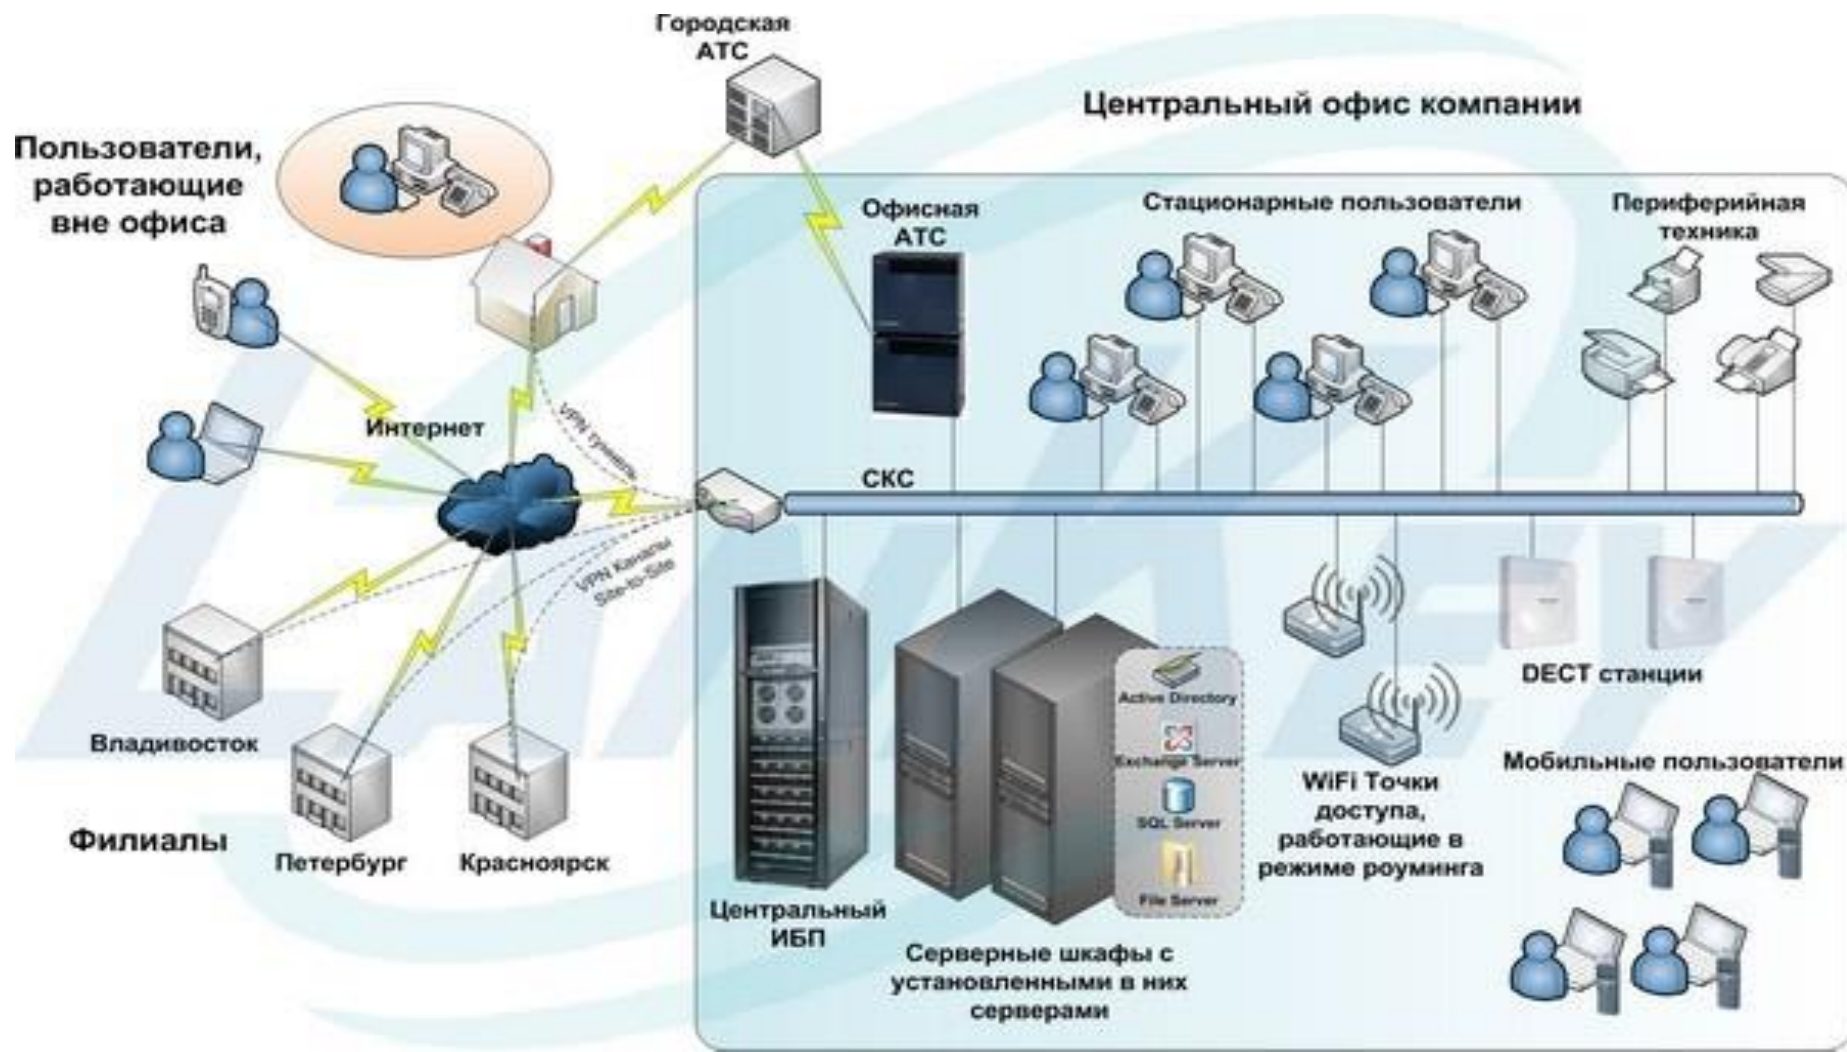 Городская
АТС
Центральный офис компании
Пользователи,
работающие
вне офиса
Офисная
АТС
Стационарные пользователи
Периферийная
техника
Интернет
VPN туннель
СКС
VPN Каналы
Site-to-Site
Active Directory
Exchange Server
SQL Server
File Server
DECT станции
Владивосток
Филиалы
Петербург
Красноярск
Центральный
ИБП
Серверные шкафы с
установленными в них
серверами
WiFi Точки
доступа,
работающие в
режиме роуминга
Мобильные пользователи